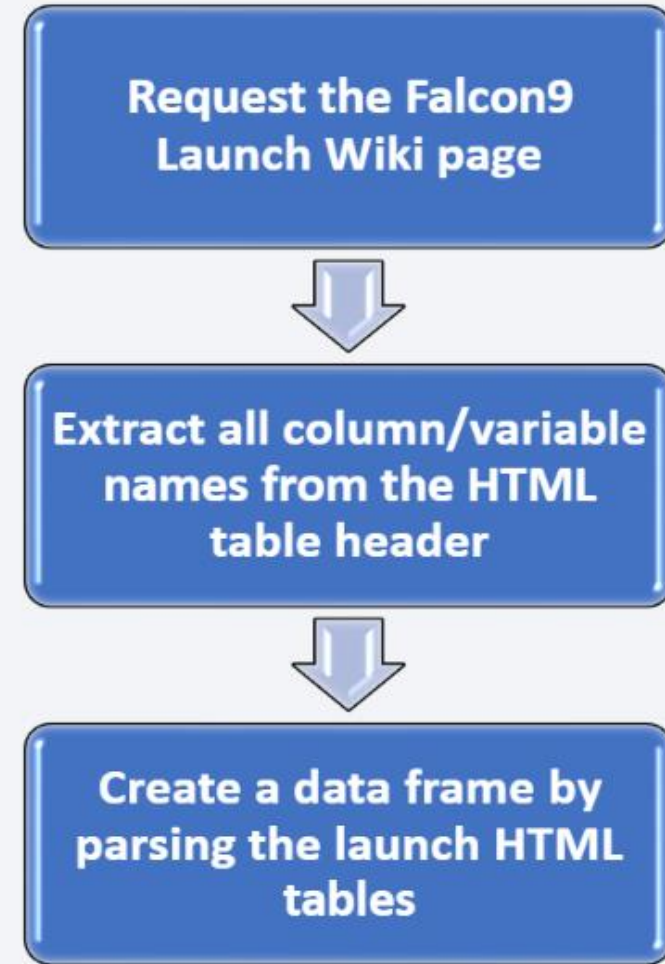 Request the Falcon9
Launch Wiki page
Extract all column/variable
names from the HTML
table header
Create a data frame by
parsing the launch HTML
tables